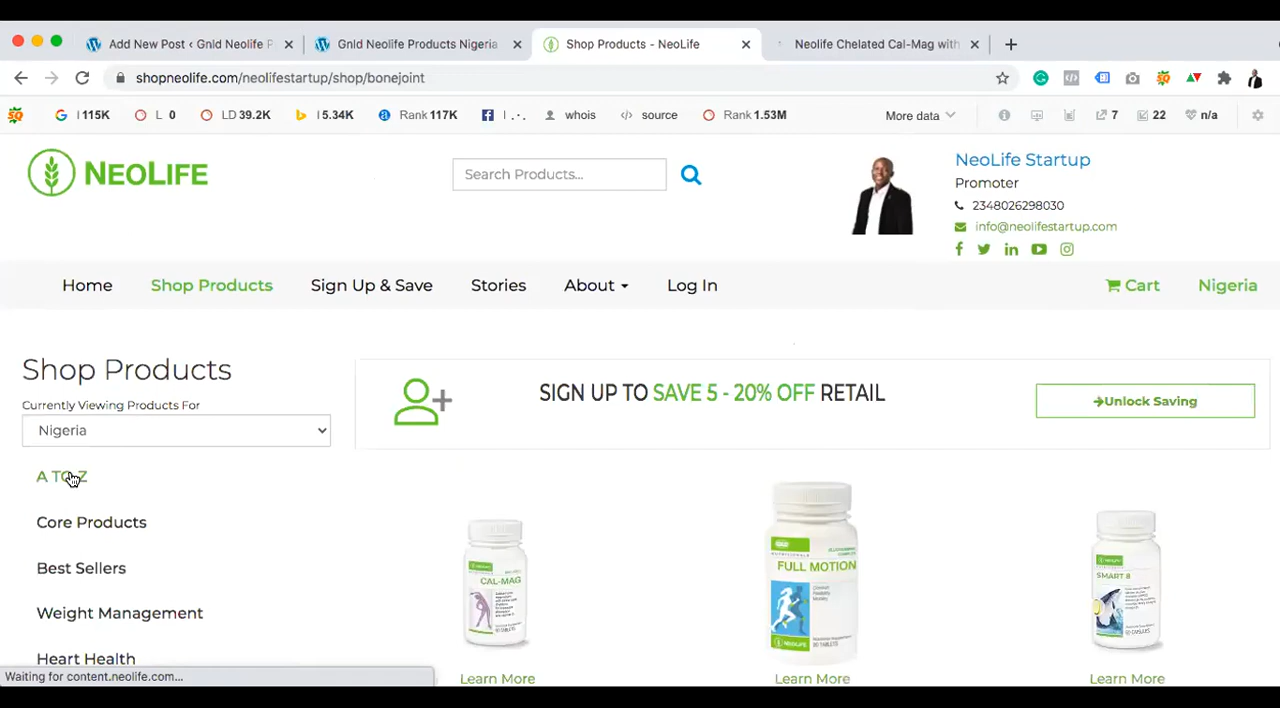 Add New Post ‹ Gnld Neolife P
Gnld Neolife Products Nigeria
Shop Products - NeoLife
Neolife Chelated Cal-Mag with
shopneolife.com/neolifestartup/shop/bonejoint
I 115K
L 0
LD 39.2K
I 5.34K
Rank 117K
whois
source
Rank 1.53M
More data
7
22
n/a
NEOLIFE
Search Products...
NeoLife Startup
Promoter
2348026298030
info@neolifestartup.com
Home
Shop Products
Sign Up & Save
Stories
About
Log In
Cart
Nigeria
Shop Products
Currently Viewing Products For
Nigeria
SIGN UP TO SAVE 5 - 20% OFF RETAIL
Unlock Saving
A TO Z
Core Products
Best Sellers
Weight Management
Heart Health
CAL-MAG
FULL MOTION
NEOLIFE
SMART 8
Learn More
Learn More
Learn More
Waiting for content.neolife.com...